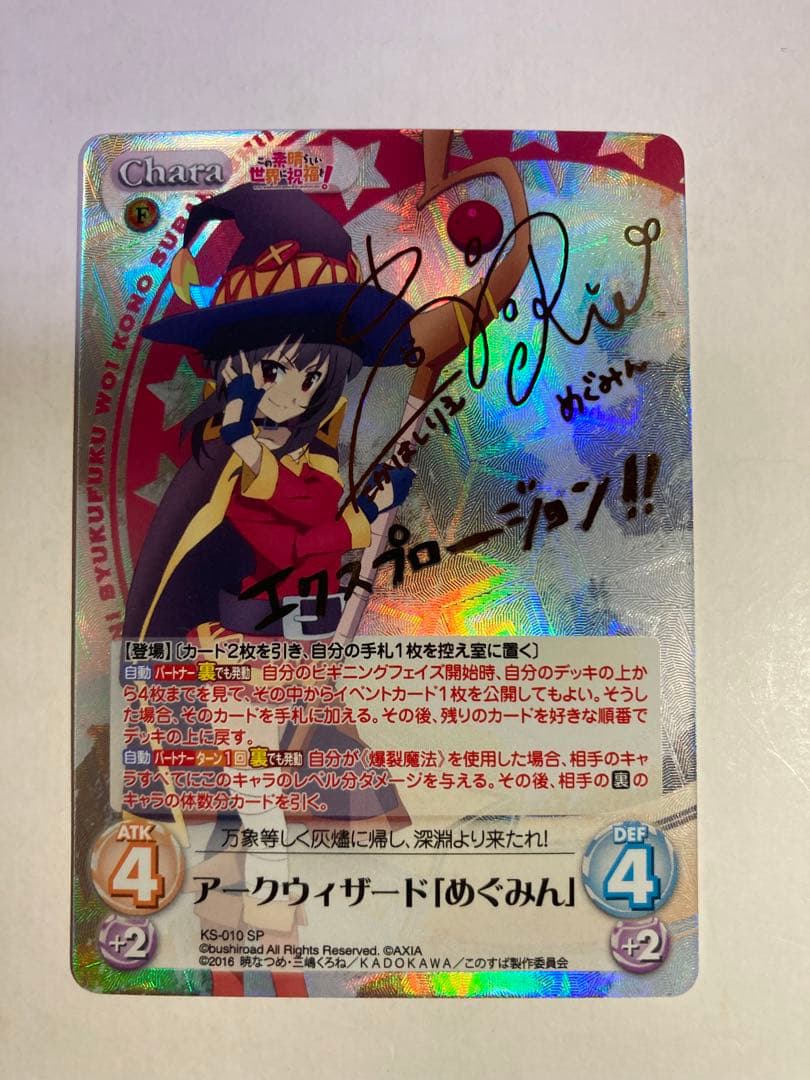 Chara
この素晴らしい
世界に祝福を!
F
NI SYUKUFUKU WO! KONO SUBA
Rie
めぐみん
たかはしりえ
エクスプロージョン!!
【登場】〔カード2枚を引き、自分の手札1枚を控え室に置く〕
自動 パートナー 裏でも発動 自分のビギニングフェイズ開始時、自分のデッキの上か
ら4枚までを見て、その中からイベントカード1枚を公開してもよい。そうし
た場合、そのカードを手札に加える。その後、残りのカードを好きな順番で
デッキの上に戻す。
自動 パートナー ターン1回 裏でも発動 自分が《爆裂魔法》を使用した場合、相手のキャ
ラすべてにこのキャラのレベル分ダメージを与える。その後、相手の裏の
キャラの体数分カードを引く。
万象等しく灰燼に帰し、深淵より来たれ!
ATK
4
+2
アークウィザード「めぐみん」
DEF
4
+2
KS-010 SP
©bushiroad All Rights Reserved. ©AXIA
©2016 暁なつめ・三嶋くろね/KADOKAWA/このすば製作委員会